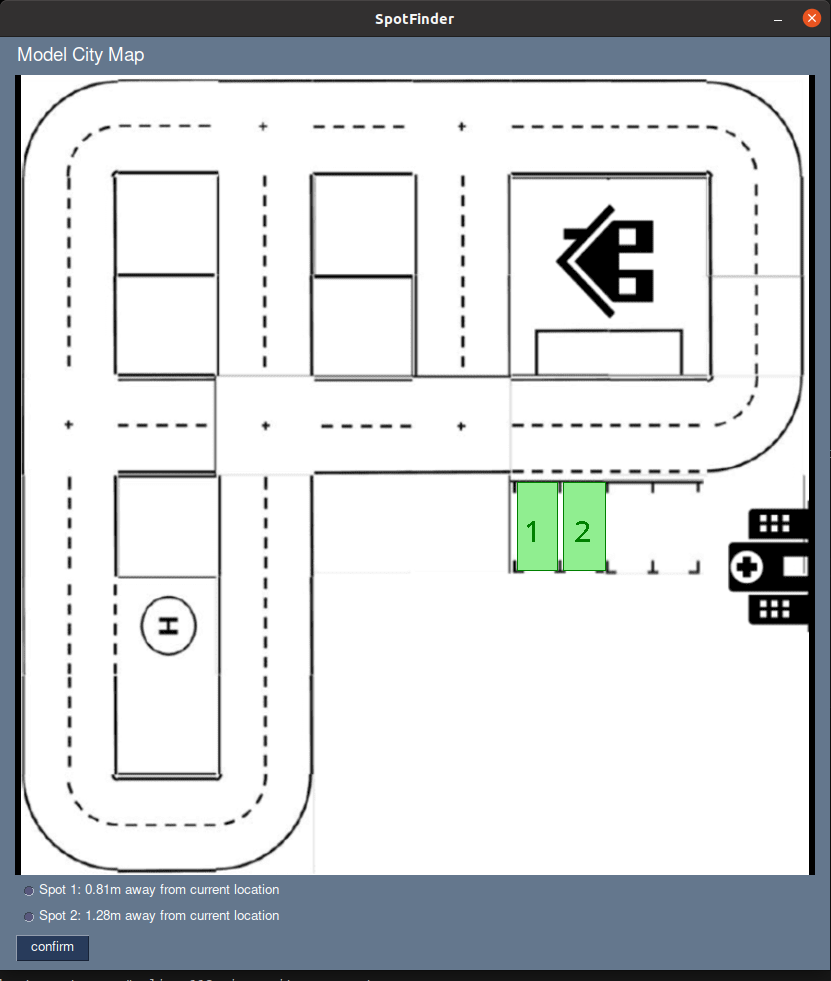 SpotFinder
Model City Map
1
2
H
Spot 1: 0.81m away from current location
Spot 2: 1.28m away from current location
confirm